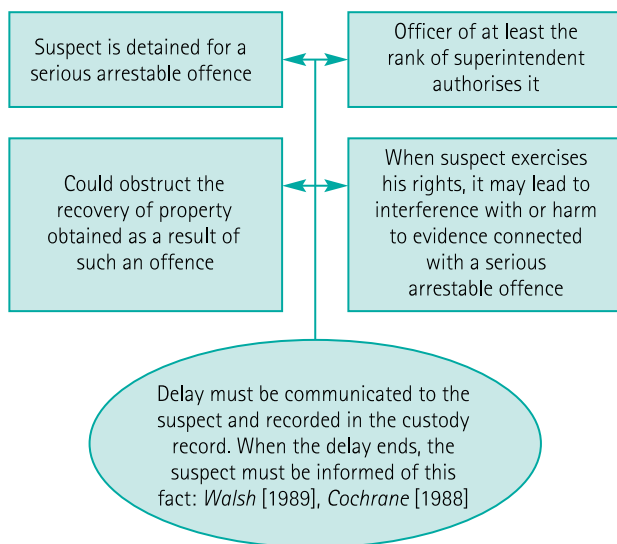 Suspect is detained for a
serious arrestable offence
Officer of at least the
rank of superintendent
authorises it
Could obstruct the
recovery of property
obtained as a result of
such an offence
When suspect exercises
his rights, it may lead to
interference with or harm
to evidence connected
with a serious
arrestable offence
Delay must be communicated to the
suspect and recorded in the custody
record. When the delay ends, the
suspect must be informed of this
fact: Walsh [1989], Cochrane [1988]